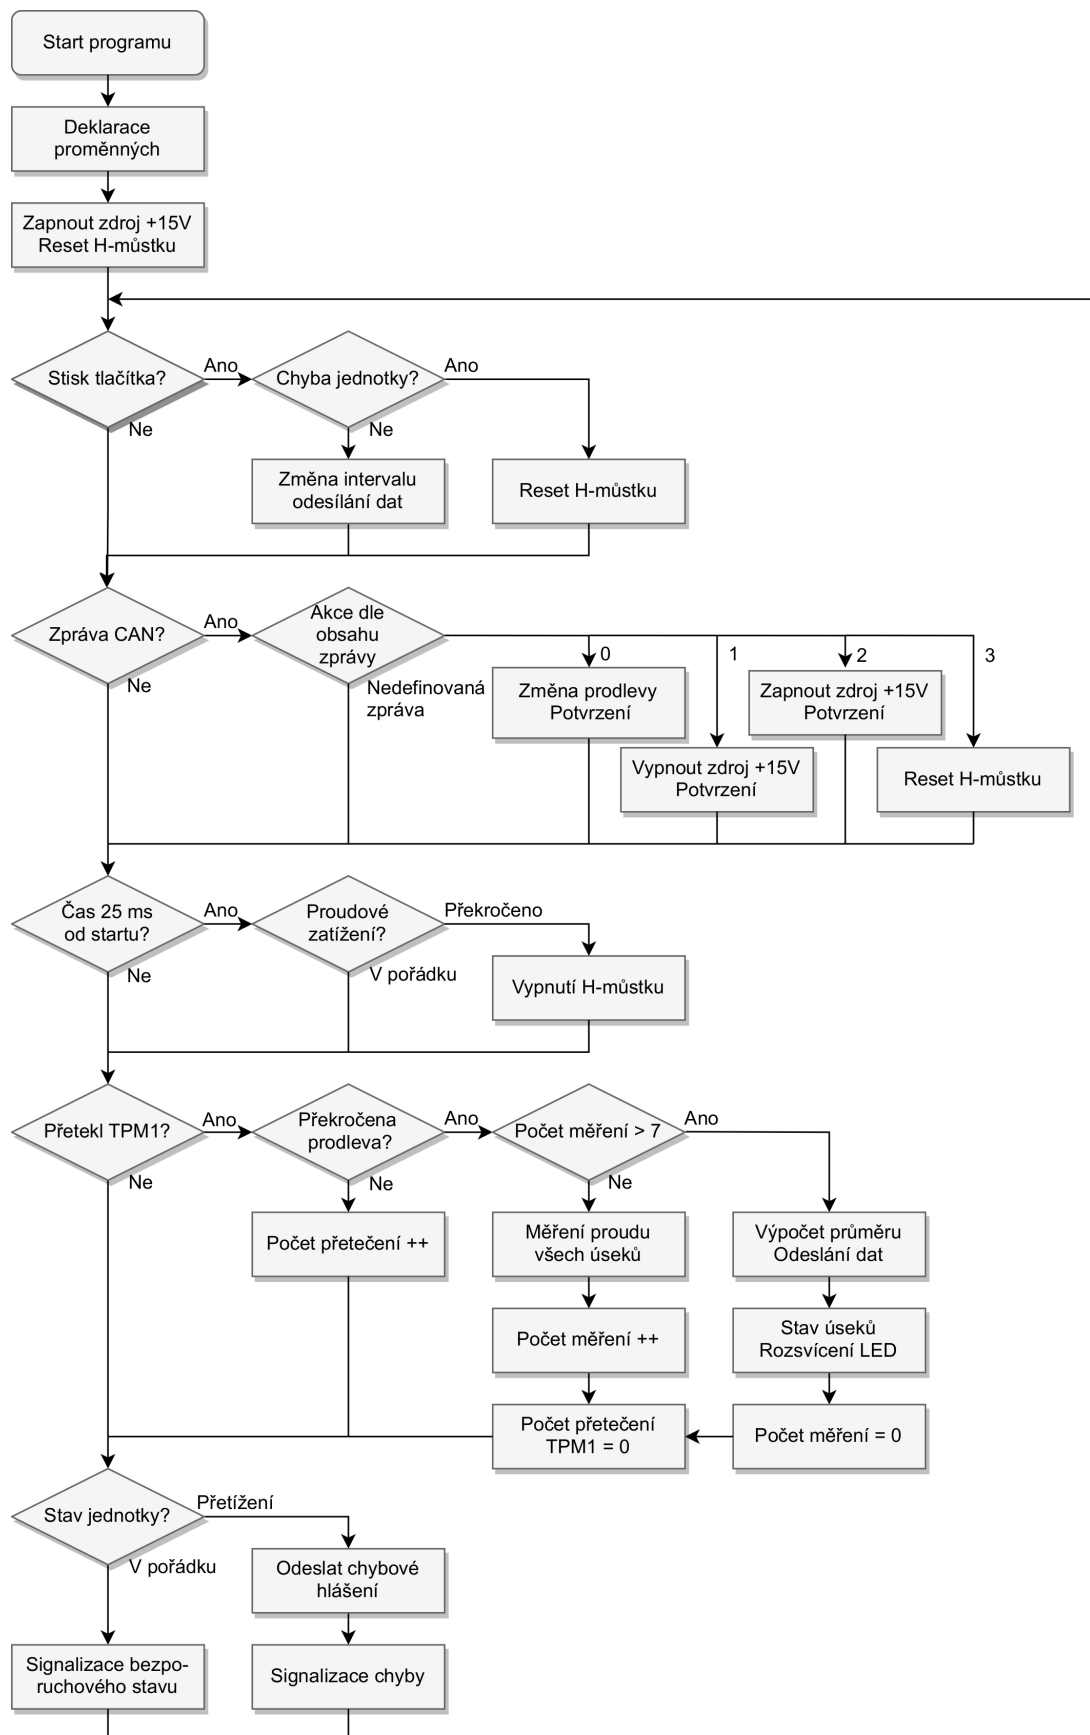 Start programu
Deklarace
proměnných
Zapnout zdroj +15V
Reset H-můstku
Stisk tlačítka?
Ano
Chyba jednotky?
Ano
Ne
Ne
Změna intervalu
odesílání dat
Reset H-můstku
Zpráva CAN?
Ano
Akce dle
obsahu
zprávy
Ne
Nedefinovaná
zpráva
0
1
2
3
Změna prodlevy
Potvrzení
Zapnout zdroj +15V
Potvrzení
Vypnout zdroj +15V
Potvrzení
Reset H-můstku
Čas 25 ms
od startu?
Ano
Proudové
zatížení?
Překročeno
Ne
V pořádku
Vypnutí H-můstku
Přetekl TPM1?
Ano
Překročena
prodleva?
Ano
Počet měření > 7
Ano
Ne
Ne
Ne
Počet přetečení ++
Měření proudu
všech úseků
Výpočet průměru
Odeslání dat
Počet měření ++
Stav úseků
Rozsvícení LED
Počet přetečení
TPM1 = 0
Počet měření = 0
Stav jednotky?
Přetížení
V pořádku
Odeslat chybové
hlášení
Signalizace bezpo-
ruchového stavu
Signalizace chyby